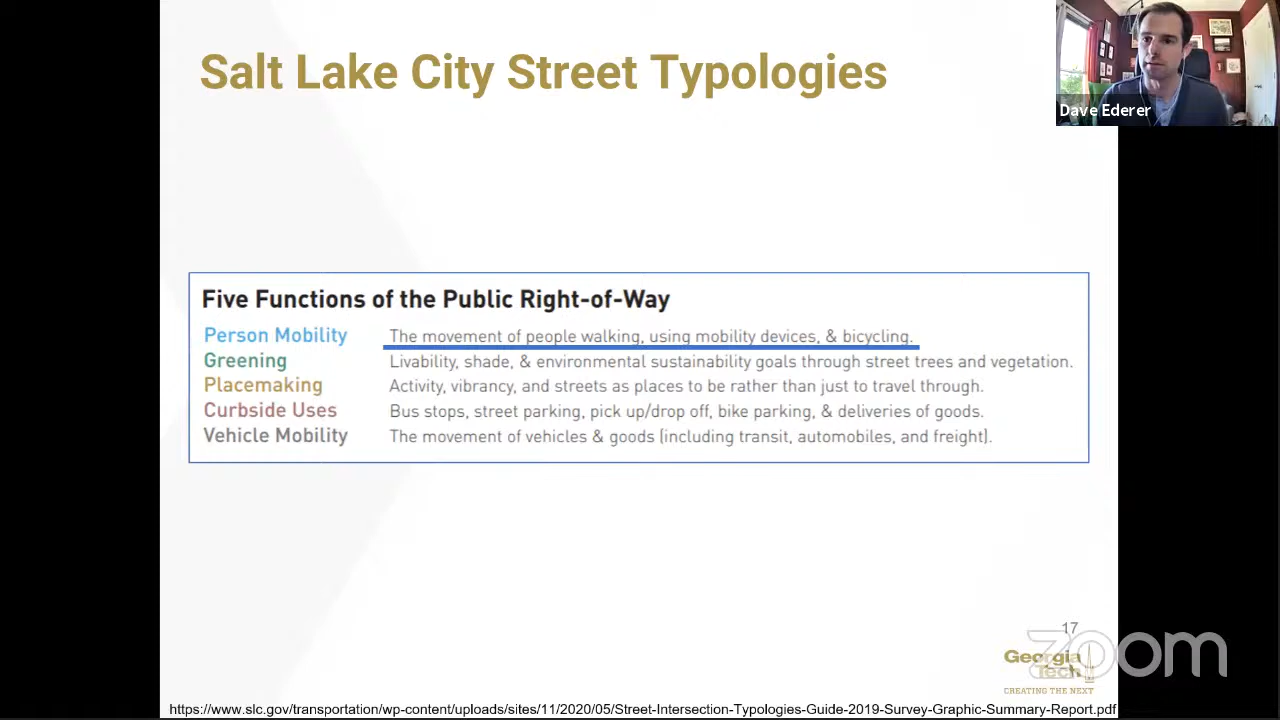 Salt Lake City Street Typologies
Dave Ederer
Five Functions of the Public Right-of-Way
Person Mobility The movement of people walking, using mobility devices, & bicycling.
Greening Livability, shade, & environmental sustainability goals through street trees and vegetation.
Placemaking Activity, vibrancy, and streets as places to be rather than just to travel through.
Curbside Uses Bus stops, street parking, pick up/drop off, bike parking, & deliveries of goods.
Vehicle Mobility The movement of vehicles & goods (including transit, automobiles, and freight).
17
zoom
Georgia
Tech
CREATING THE NEXT
https://www.slc.gov/transportation/wp-content/uploads/sites/11/2020/05/Street-Intersection-Typologies-Guide-2019-Survey-Graphic-Summary-Report.pdf